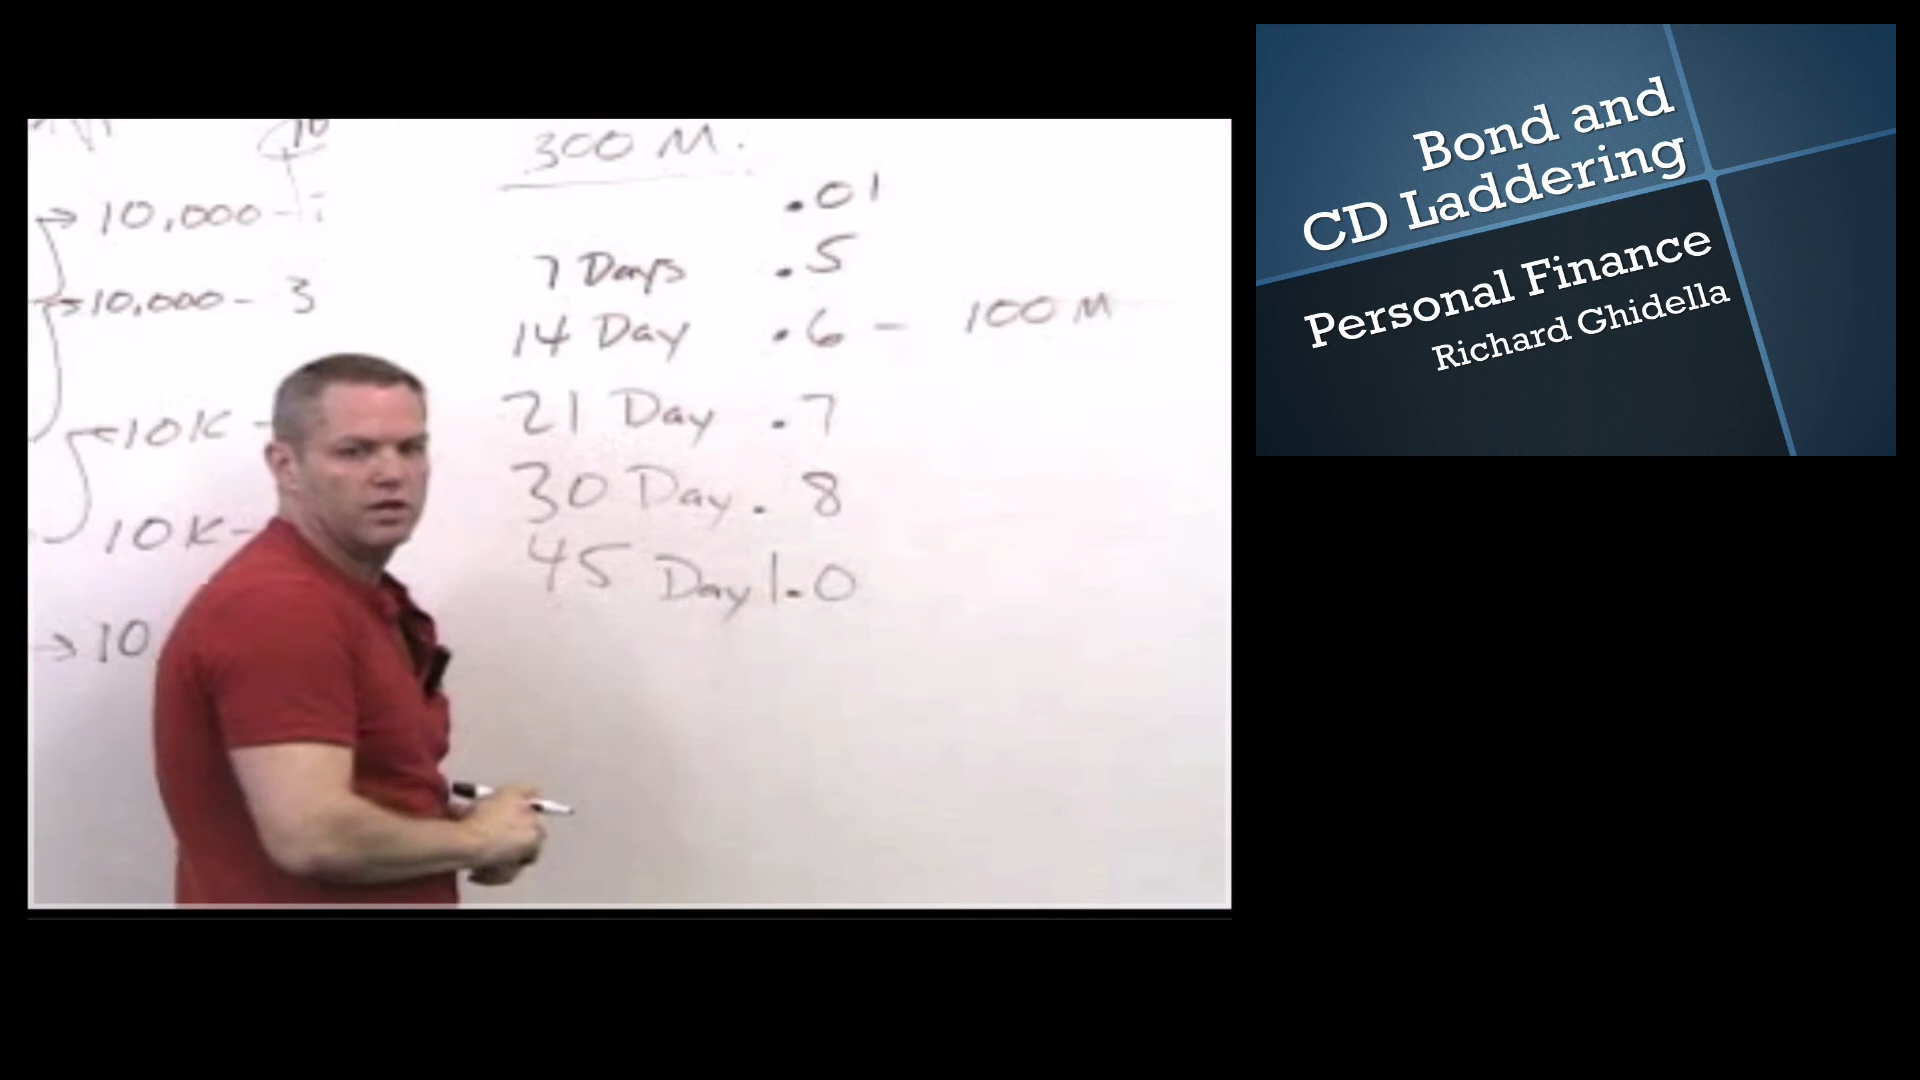 10
10,000 -
10,000 - 3
10K -
10K -
10
300 M.
.01
7 Days .5
14 Day .6 - 100 M
21 Day .7
30 Day .8
45 Day 1.0
Bond and
CD Laddering
Personal Finance
Richard Ghidella